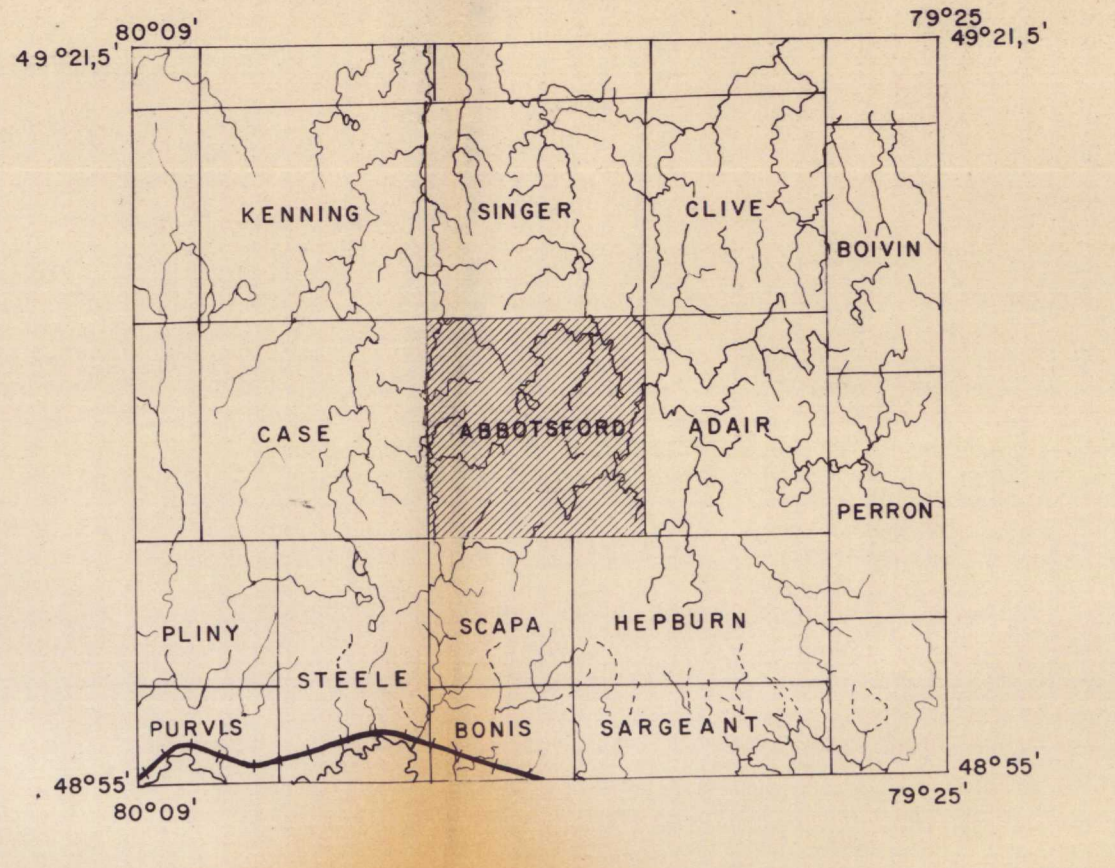 80°09'
79°25
49°21,5'
49°21,5'
KENNING
SINGER
CLIVE
BOIVIN
CASE
ABBOTSFORD
ADAIR
PERRON
PLINY
SCAPA
HEPBURN
STEELE
PURVIS
BONIS
SARGEANT
48°55'
48°55'
80°09'
79°25'